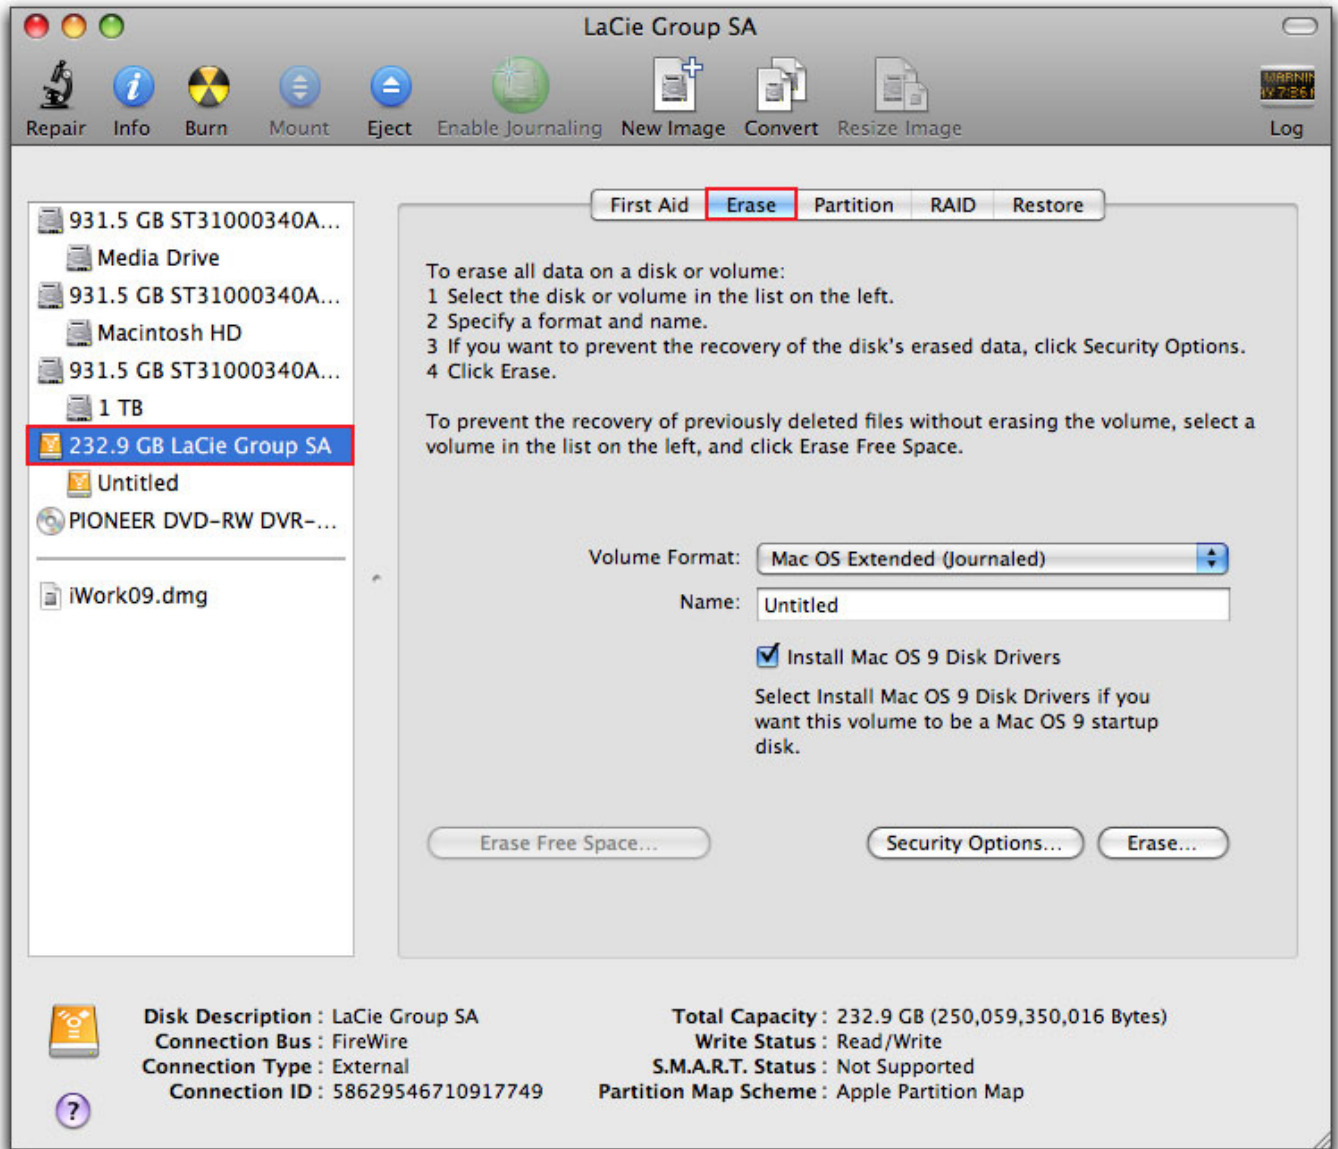 LaCie Group SA
Repair Info Burn Mount Eject Enable Journaling New Image Convert Resize Image Log
First Aid Erase Partition RAID Restore
931.5 GB ST31000340A...
Media Drive
931.5 GB ST31000340A...
Macintosh HD
931.5 GB ST31000340A...
1 TB
232.9 GB LaCie Group SA
Untitled
PIONEER DVD-RW DVR-...
iWork09.dmg
To erase all data on a disk or volume:
1 Select the disk or volume in the list on the left.
2 Specify a format and name.
3 If you want to prevent the recovery of the disk's erased data, click Security Options.
4 Click Erase.
To prevent the recovery of previously deleted files without erasing the volume, select a
volume in the list on the left, and click Erase Free Space.
Volume Format: Mac OS Extended (Journaled)
Name: Untitled
Install Mac OS 9 Disk Drivers
Select Install Mac OS 9 Disk Drivers if you
want this volume to be a Mac OS 9 startup
disk.
Erase Free Space... Security Options... Erase...
Disk Description : LaCie Group SA
Connection Bus : FireWire
Connection Type : External
Connection ID : 58629546710917749
Total Capacity : 232.9 GB (250,059,350,016 Bytes)
Write Status : Read/Write
S.M.A.R.T. Status : Not Supported
Partition Map Scheme : Apple Partition Map
?